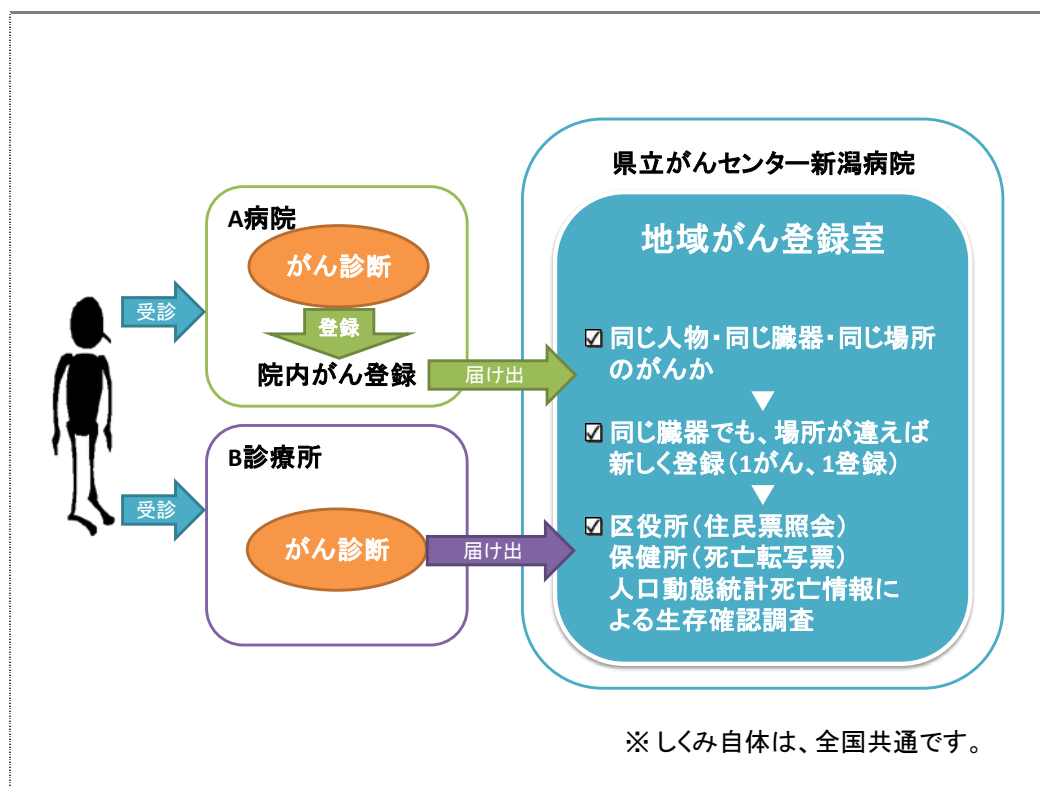 県立がんセンター新潟病院
地域がん登録室
A病院
がん診断
受診
登録
院内がん登録
届け出
同じ人物・同じ臓器・同じ場所
のがんか
同じ臓器でも、場所が違えば
新しく登録（1がん、1登録）
B診療所
受診
がん診断
届け出
区役所（住民票照会）
保健所（死亡転写票）
人口動態統計死亡情報に
よる生存確認調査
※ しくみ自体は、全国共通です。